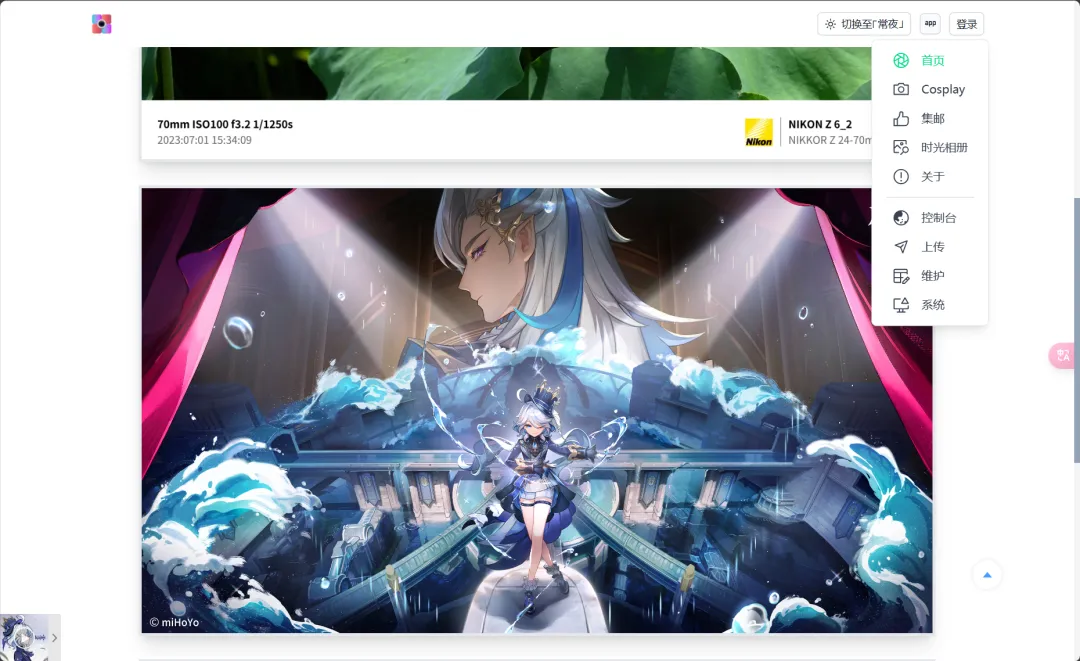 切换至「常夜」
app
登录
首页
Cosplay
集邮
时光相册
关于
控制台
上传
维护
系统
70mm ISO100 f3.2 1/1250s
2023:07:01 15:34:09
Nikon
NIKON Z 6_2
NIKKOR Z 24-70m
© miHoYo